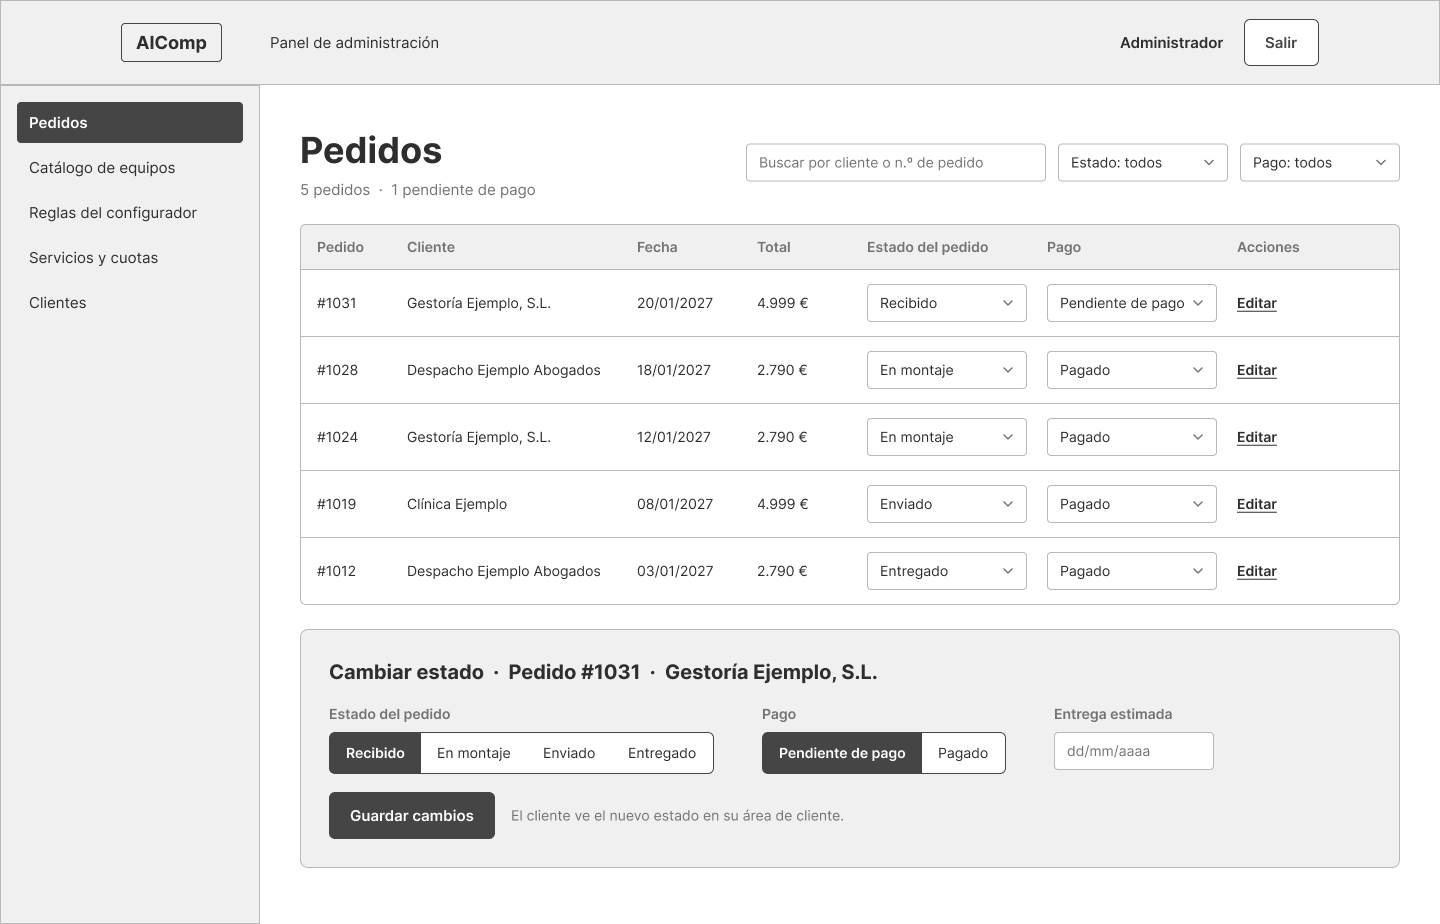 AIComp
Panel de administración
Administrador
Salir
Pedidos
Catálogo de equipos
Reglas del configurador
Servicios y cuotas
Clientes
Pedidos
5 pedidos · 1 pendiente de pago
Buscar por cliente o n.º de pedido
Estado: todos
Pago: todos
Pedido Cliente Fecha Total Estado del pedido Pago Acciones
#1031 Gestoría Ejemplo, S.L. 20/01/2027 4.999 € Recibido Pendiente de pago Editar
#1028 Despacho Ejemplo Abogados 18/01/2027 2.790 € En montaje Pagado Editar
#1024 Gestoría Ejemplo, S.L. 12/01/2027 2.790 € En montaje Pagado Editar
#1019 Clínica Ejemplo 08/01/2027 4.999 € Enviado Pagado Editar
#1012 Despacho Ejemplo Abogados 03/01/2027 2.790 € Entregado Pagado Editar
Cambiar estado · Pedido #1031 · Gestoría Ejemplo, S.L.
Estado del pedido Pago Entrega estimada
Recibido En montaje Enviado Entregado Pendiente de pago Pagado dd/mm/aaaa
Guardar cambios El cliente ve el nuevo estado en su área de cliente.